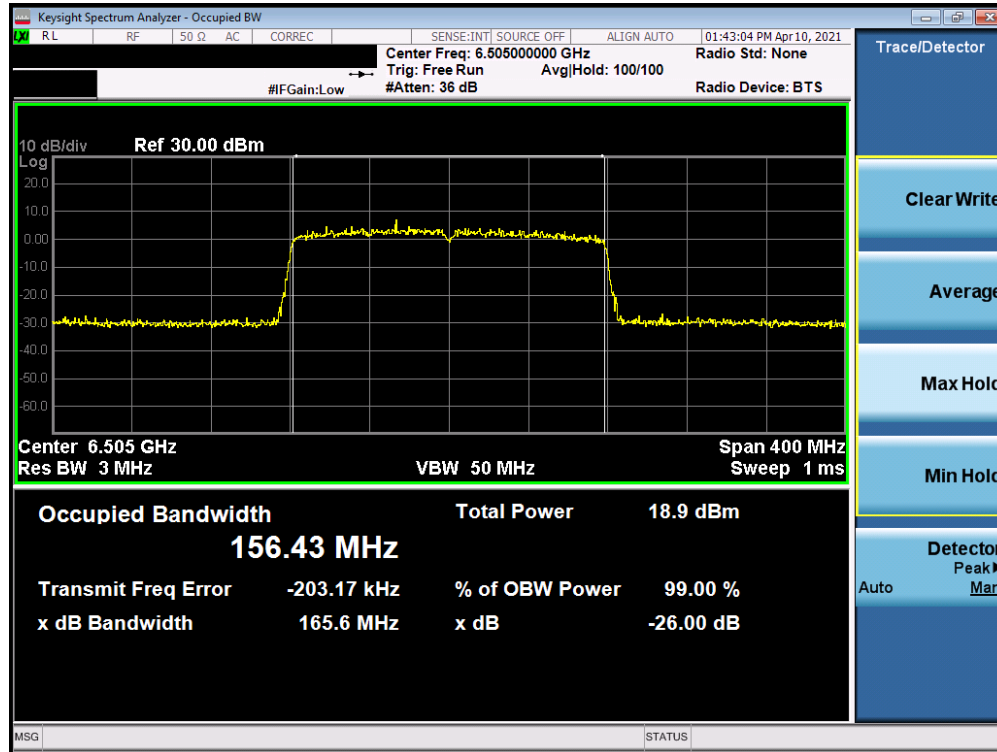 Keysight Spectrum Analyzer - Occupied BW
LXI RL RF 50 Ω AC CORREC SENSE:INT SOURCE OFF ALIGN AUTO 01:43:04 PM Apr 10, 2021
Center Freq: 6.505000000 GHz Radio Std: None
Trig: Free Run Avg|Hold: 100/100
#IFGain:Low #Atten: 36 dB Radio Device: BTS
Trace/Detector
10 dB/div Ref 30.00 dBm
Log
20.0
10.0
0.00
-10.0
-20.0
-30.0
-40.0
-50.0
-60.0
Center 6.505 GHz Span 400 MHz
Res BW 3 MHz VBW 50 MHz Sweep 1 ms
Occupied Bandwidth Total Power 18.9 dBm
156.43 MHz
Transmit Freq Error -203.17 kHz % of OBW Power 99.00 %
x dB Bandwidth 165.6 MHz x dB -26.00 dB
Clear Write
Average
Max Hold
Min Hold
Detector
Peak
Auto Man
MSG STATUS